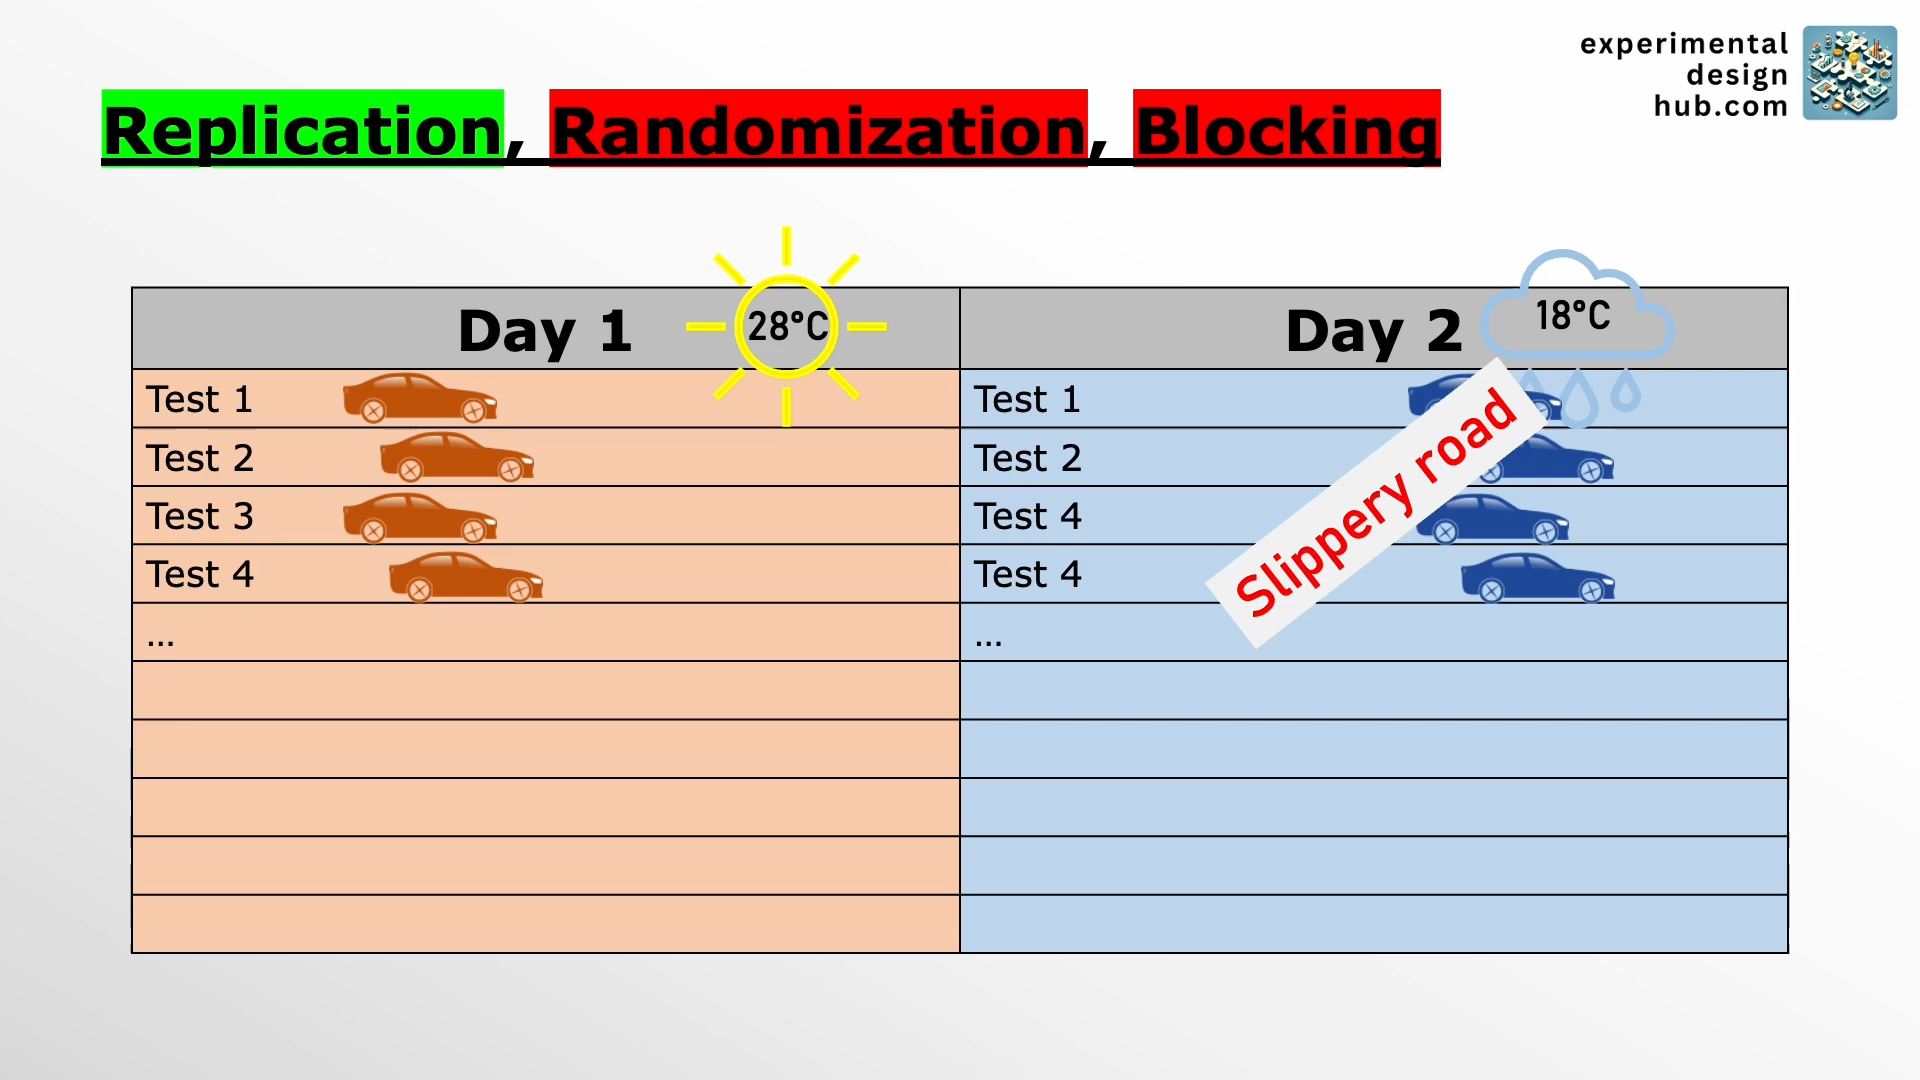 experimental
design
hub.com
Replication, Randomization, Blocking
Day 1
28°C
Day 2
18°C
Test 1
Test 1
Test 2
Test 2
Test 3
Test 4
Test 4
Test 4
...
...
Slippery road